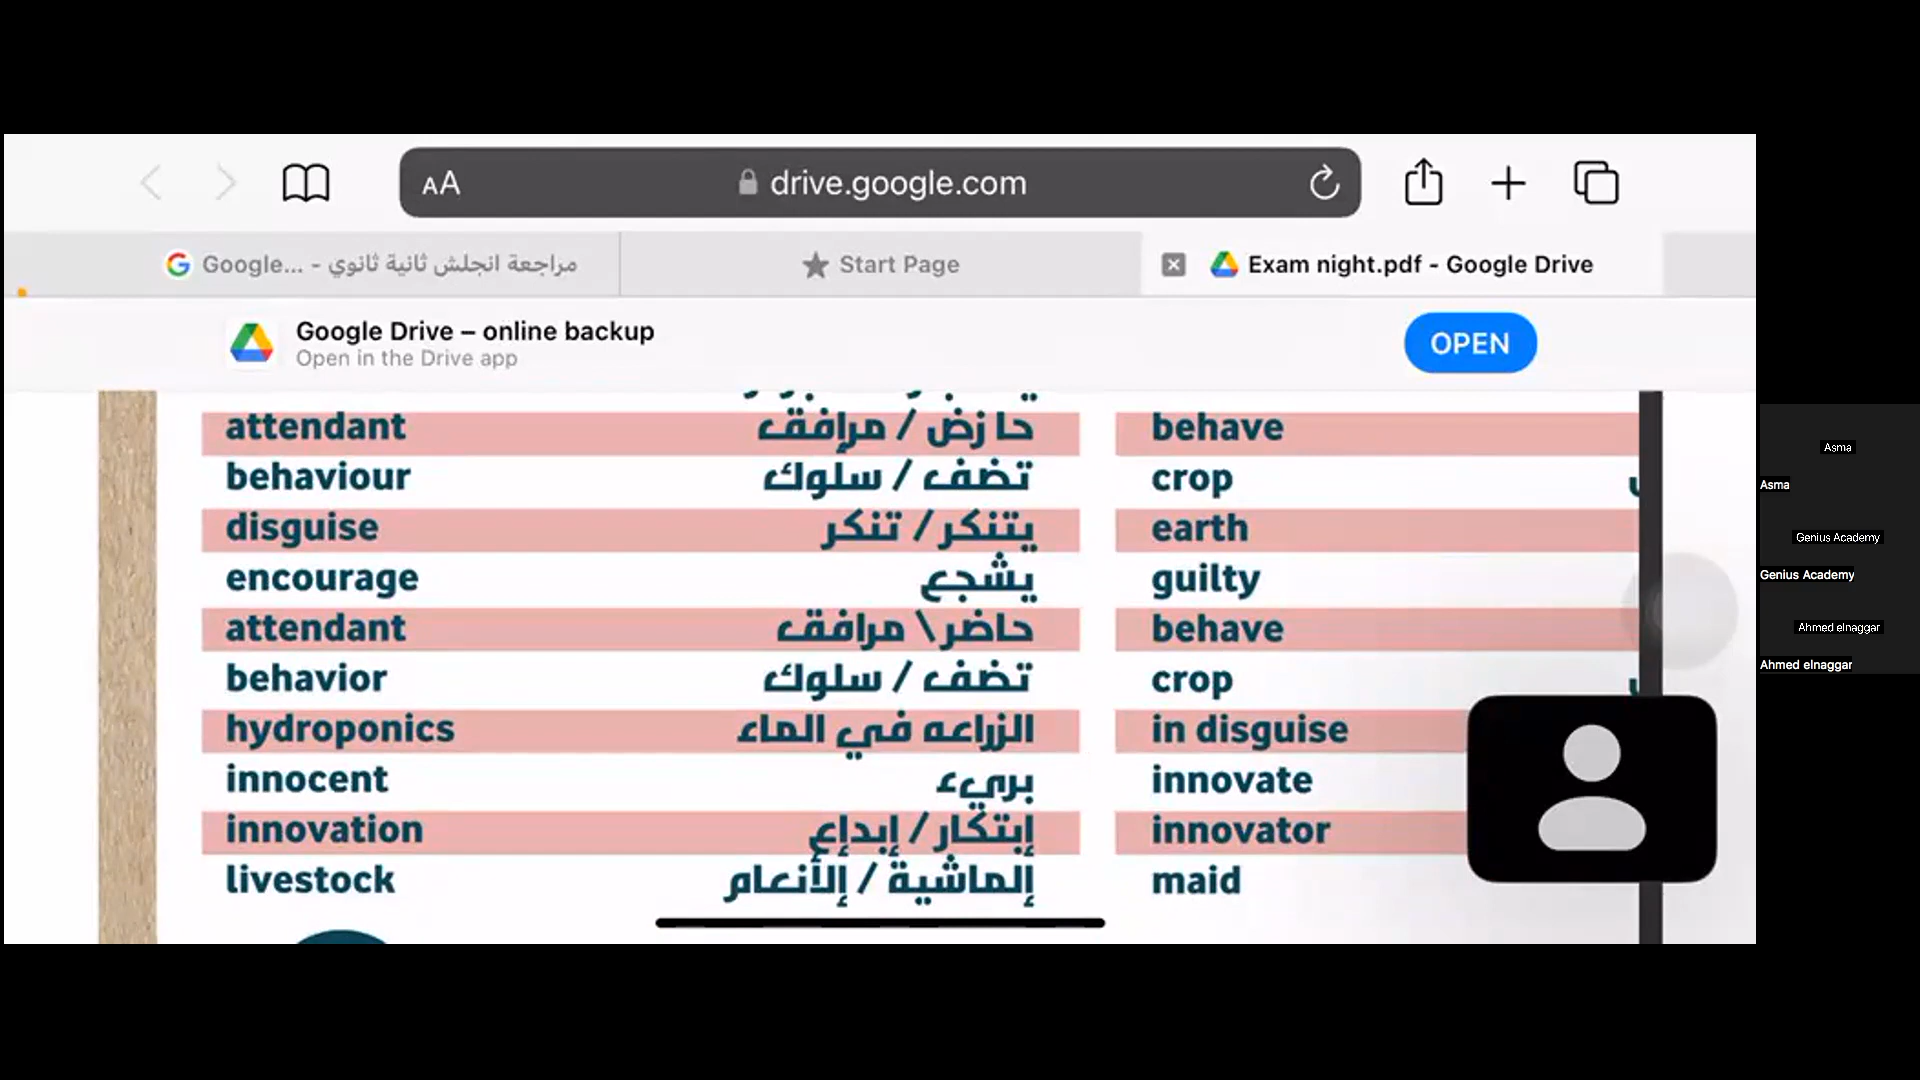 AA drive.google.com
Google... - مراجعة انجلش ثانية ثانوي
Start Page
Exam night.pdf - Google Drive
Google Drive – online backup
Open in the Drive app
OPEN
attendant حا زض / مرافق behave
behaviour تضف / سلوك crop
disguise يتنكر / تنكر earth
encourage يشجع guilty
attendant حاضر\ مرافق behave
behavior تضف / سلوك crop
hydroponics الزراعه في الماء in disguise
innocent بريء innovate
innovation إبتكار / إبداع innovator
livestock الماشية / الأنعام maid
Asma
Asma
Genius Academy
Genius Academy
Ahmed elnaggar
Ahmed elnaggar